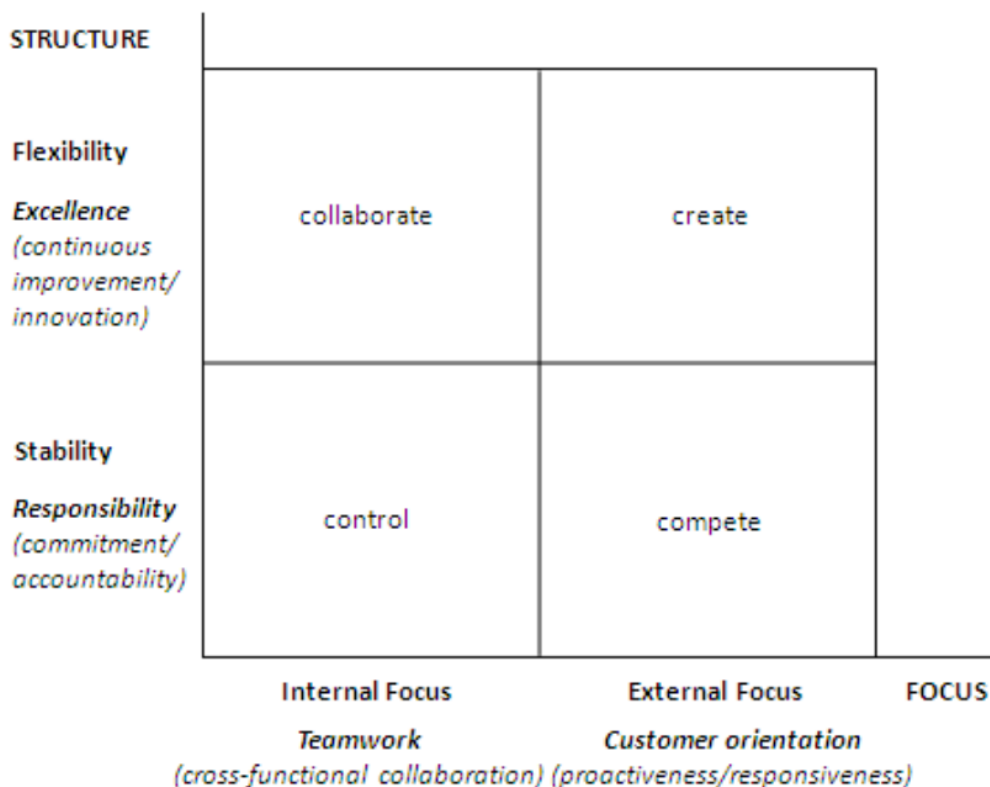 STRUCTURE
Flexibility
Excellence
(continuous
improvement/
innovation)
collaborate
create
Stability
Responsibility
(commitment/
accountability)
control
compete
Internal Focus
External Focus
FOCUS
Teamwork
Customer orientation
(cross-functional collaboration)
(proactiveness/responsiveness)